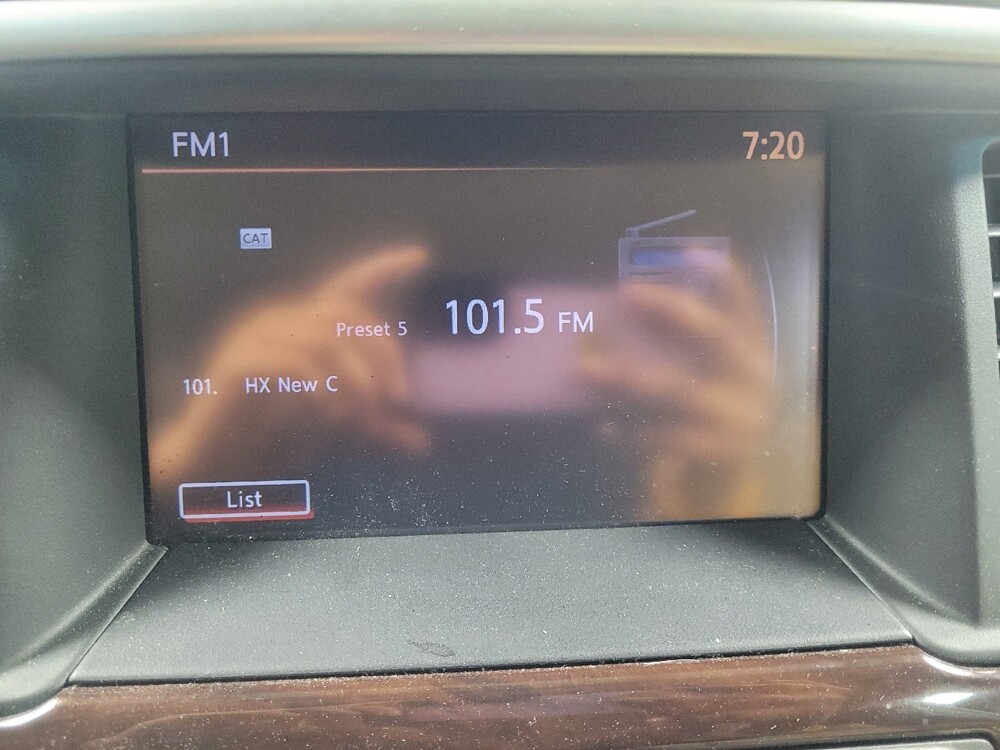 FM1 7:20
CAT
Preset 5 101.5 FM
101. HX New C
List